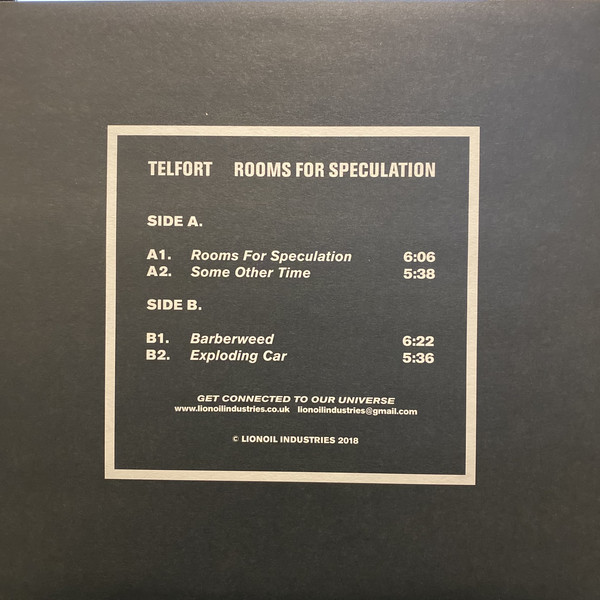 TELFORT ROOMS FOR SPECULATION
SIDE A.
A1. Rooms For Speculation 6:06
A2. Some Other Time 5:38
SIDE B.
B1. Barberweed 6:22
B2. Exploding Car 5:36
GET CONNECTED TO OUR UNIVERSE
www.lionoilindustries.co.uk lionoilindustries@gmail.com
© LIONOIL INDUSTRIES 2018